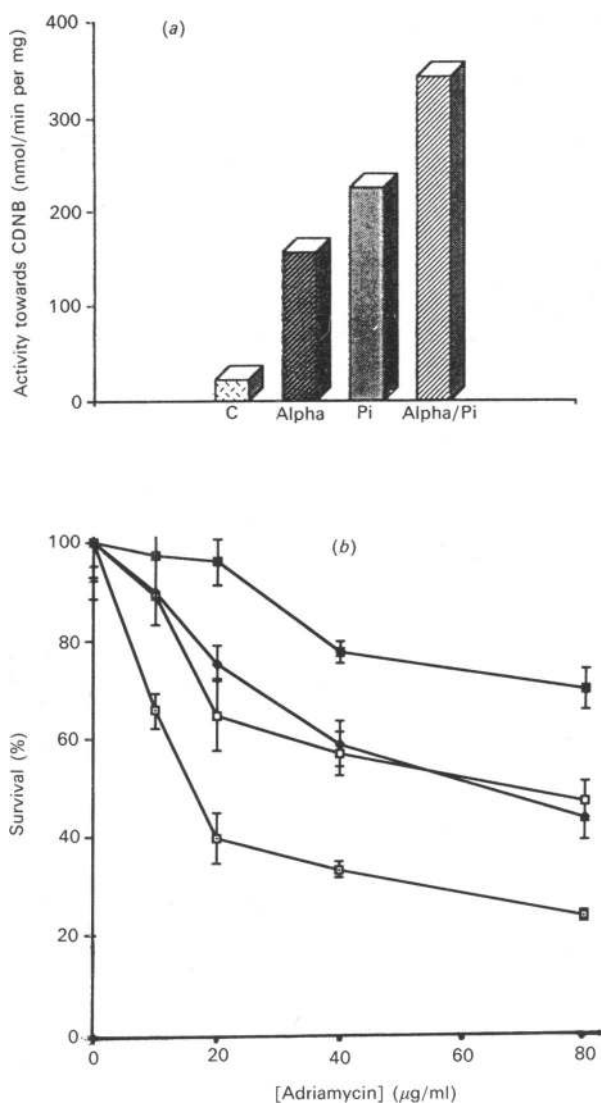 (a)
400
300
200
100
0
Activity towards CDNB (nmol/min per mg)
C Alpha Pi Alpha/Pi
(b)
100
80
60
40
20
0
Survival (%)
0 20 40 60 80
[Adriamycin] (μg/ml)